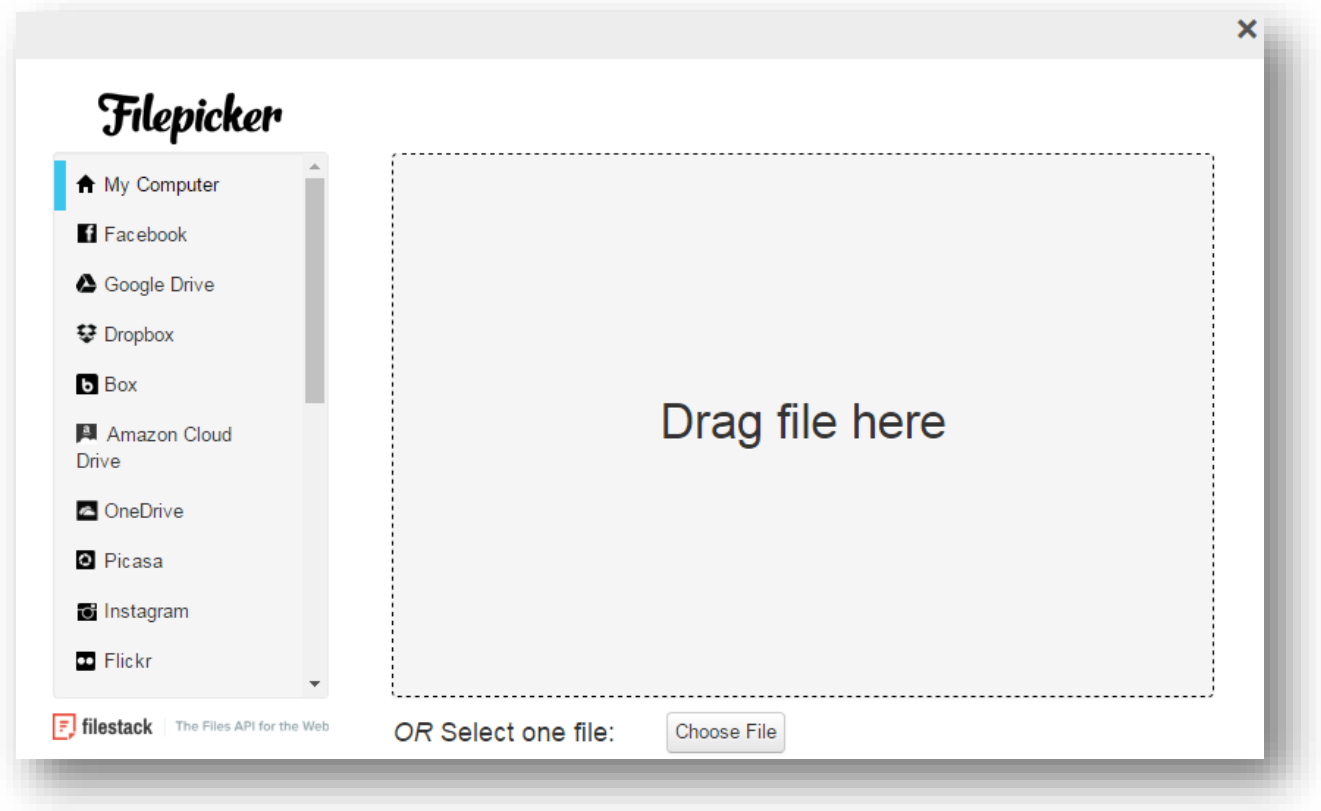 Filepicker
My Computer
Facebook
Google Drive
Dropbox
Box
Amazon Cloud
Drive
OneDrive
Picasa
Instagram
Flickr
filestack The Files API for the Web
Drag file here
OR Select one file: Choose File